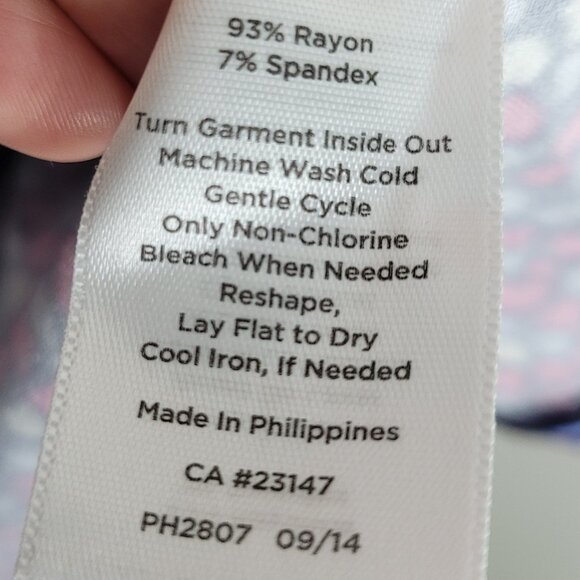 93% Rayon
7% Spandex
Turn Garment Inside Out
Machine Wash Cold
Gentle Cycle
Only Non-Chlorine
Bleach When Needed
Reshape,
Lay Flat to Dry
Cool Iron, If Needed
Made In Philippines
CA #23147
PH2807 09/14